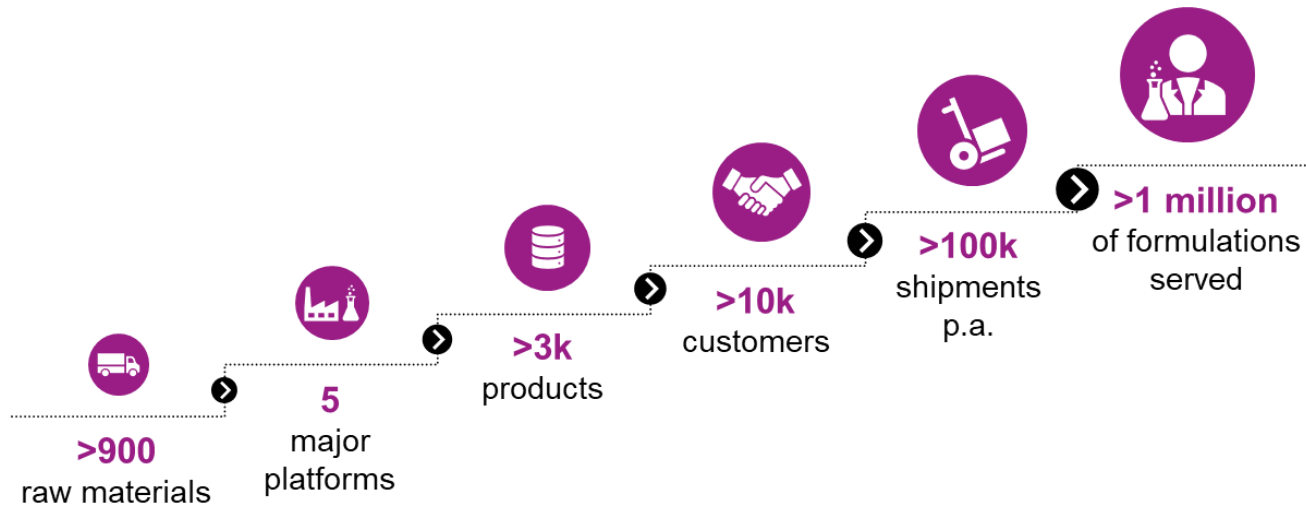 >900
raw materials
5
major
platforms
>3k
products
>10k
customers
>100k
shipments
p.a.
>1 million
of formulations
served